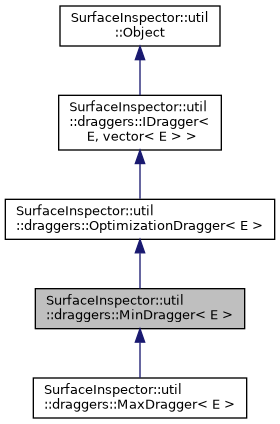 SurfaceInspector::util
::Object
SurfaceInspector::util
::draggers::IDragger<
E, vector< E > >
SurfaceInspector::util
::draggers::OptimizationDragger< E >
SurfaceInspector::util
::draggers::MinDragger< E >
SurfaceInspector::util
::draggers::MaxDragger< E >